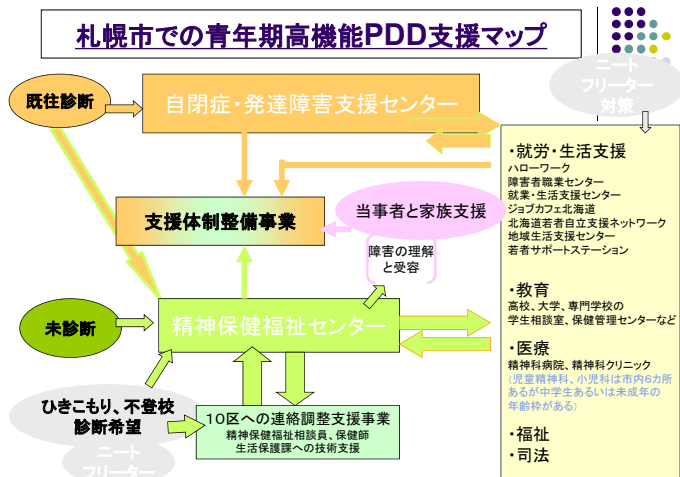 札幌市での青年期高機能PDD支援マップ
ニート
フリーター
対策
既往診断
自閉症・発達障害支援センター
・就労・生活支援
ハローワーク
障害者職業センター
就業・生活支援センター
ジョブカフェ北海道
北海道若者自立支援ネットワーク
地域生活支援センター
若者サポートステーション
支援体制整備事業
当事者と家族支援
障害の理解
と受容
・教育
高校、大学、専門学校の
学生相談室、保健管理センターなど
未診断
精神保健福祉センター
・医療
精神科病院、精神科クリニック
(児童精神科、小児科は市内6カ所
あるが中学生あるいは未成年の
年齢枠がある)
ひきこもり、不登校
診断希望
ニート
フリーター
10区への連絡調整支援事業
精神保健福祉相談員、保健師
生活保護課への技術支援
・福祉
・司法